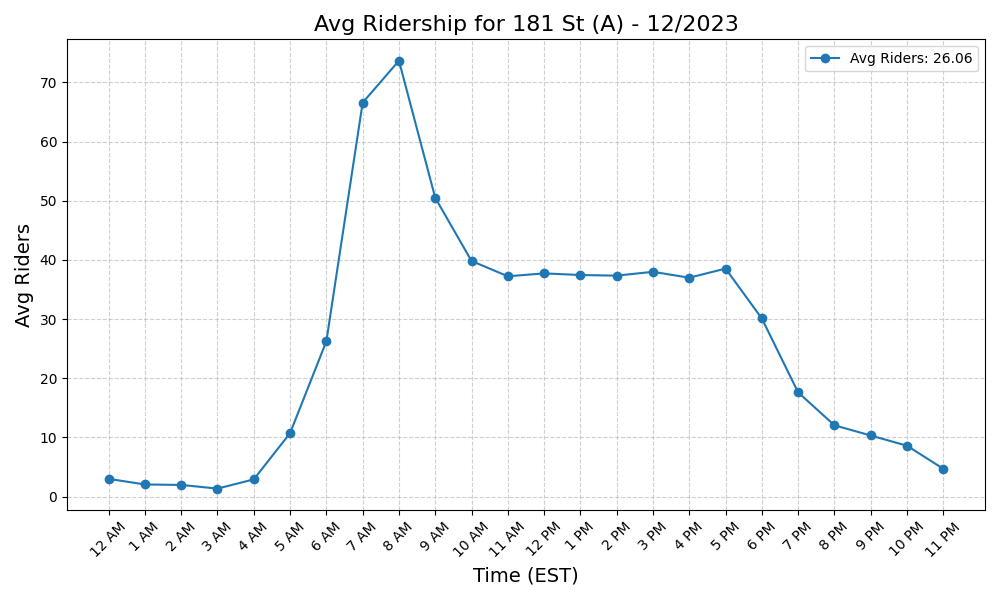 Avg Ridership for 181 St (A) - 12/2023
Avg Riders: 26.06
Avg Riders
70
60
50
40
30
20
10
0
12 AM 1 AM 2 AM 3 AM 4 AM 5 AM 6 AM 7 AM 8 AM 9 AM 10 AM 11 AM 12 PM 1 PM 2 PM 3 PM 4 PM 5 PM 6 PM 7 PM 8 PM 9 PM 10 PM 11 PM
Time (EST)